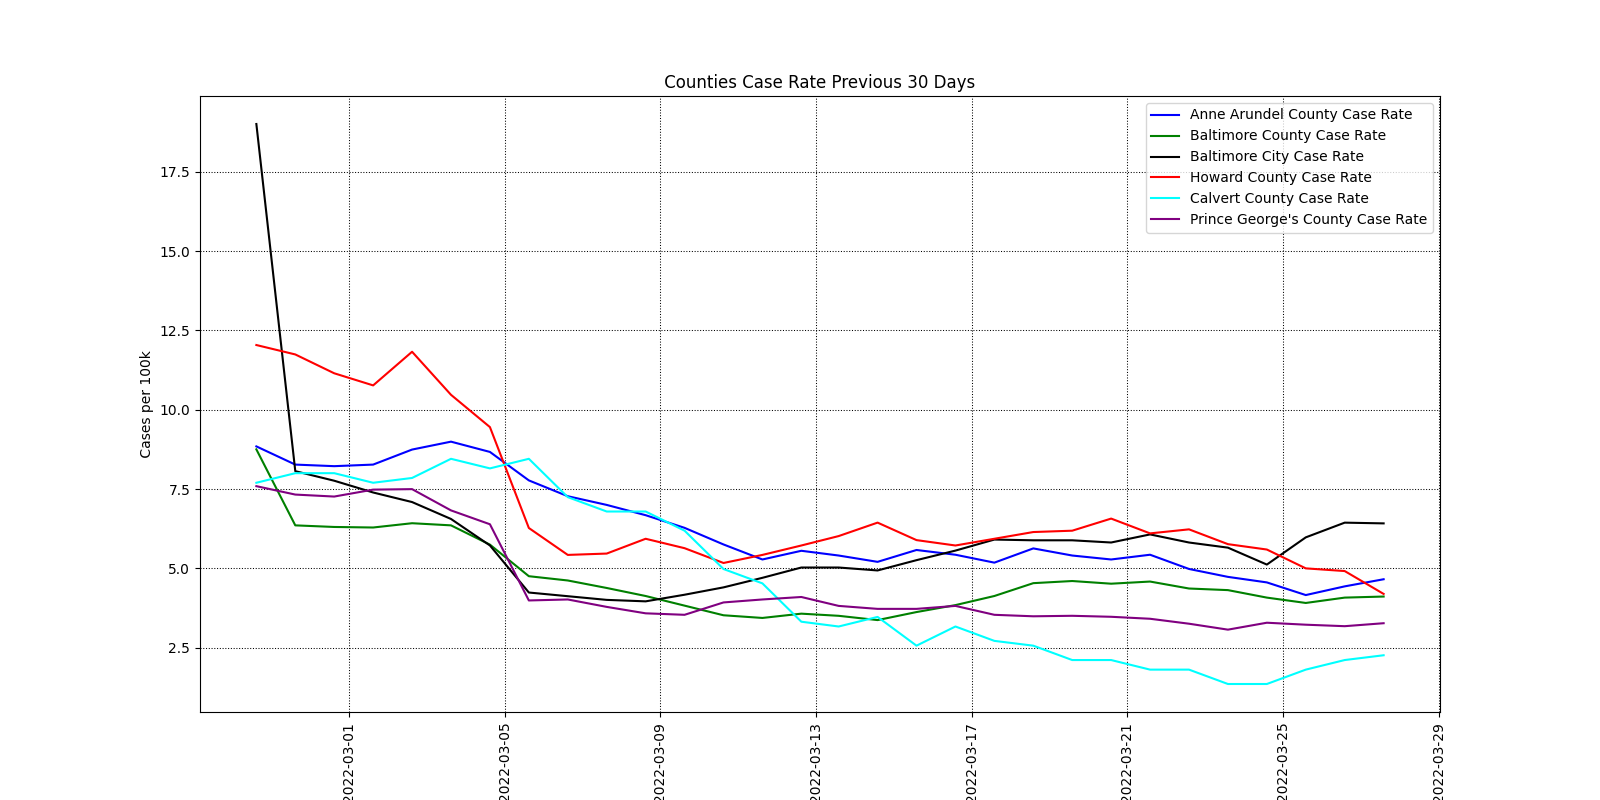 Counties Case Rate Previous 30 Days
Anne Arundel County Case Rate
Baltimore County Case Rate
Baltimore City Case Rate
Howard County Case Rate
Calvert County Case Rate
Prince George's County Case Rate
Cases per 100k
17.5
15.0
12.5
10.0
7.5
5.0
2.5
2022-03-01
2022-03-05
2022-03-09
2022-03-13
2022-03-17
2022-03-21
2022-03-25
2022-03-29